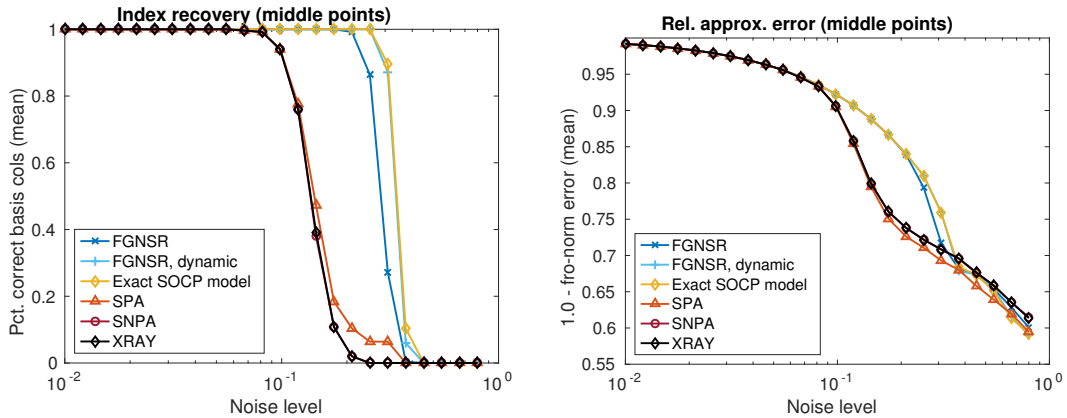 Index recovery (middle points)
Pct. correct basis cols (mean)
1
0.8
0.6
0.4
0.2
0
FGNSR
FGNSR, dynamic
Exact SOCP model
SPA
SNPA
XRAY
10^-2
10^-1
10^0
Noise level
Rel. approx. error (middle points)
1.0 - fro-norm error (mean)
0.95
0.9
0.85
0.8
0.75
0.7
0.65
0.6
0.55
FGNSR
FGNSR, dynamic
Exact SOCP model
SPA
SNPA
XRAY
10^-2
10^-1
10^0
Noise level